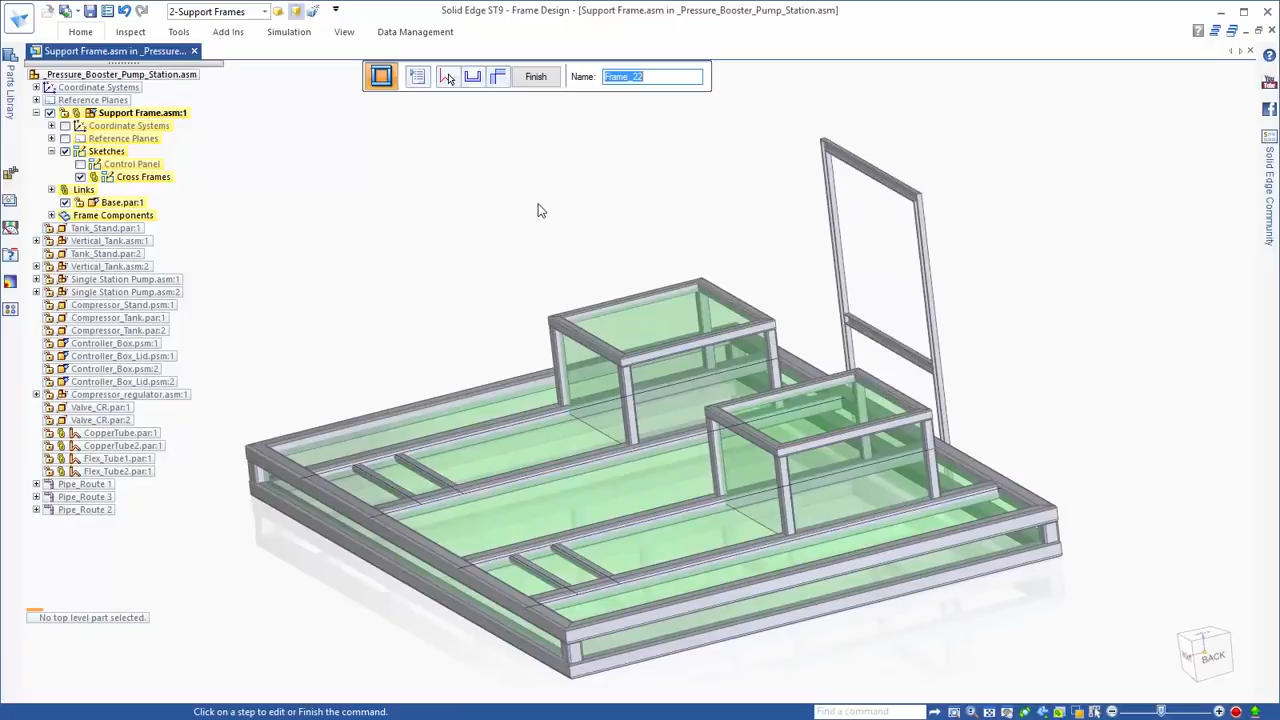 2-Support Frames
Solid Edge ST9 - Frame Design - [Support Frame.asm in _Pressure_Booster_Pump_Station.asm]
Home
Inspect
Tools
Add Ins
Simulation
View
Data Management
Support Frame.asm in _Pressure...
Parts Library
_Pressure_Booster_Pump_Station.asm
Coordinate Systems
Reference Planes
Support Frame.asm:1
Coordinate Systems
Reference Planes
Sketches
Control Panel
Cross Frames
Links
Base.par:1
Frame Components
Tank_Stand.par:1
Vertical_Tank.asm:1
Tank_Stand.par:2
Vertical_Tank.asm:2
Single Station Pump.asm:1
Single Station Pump.asm:2
Compressor_Stand.psm:1
Compressor_Tank.par:1
Compressor_Tank.par:2
Controller_Box.psm:1
Controller_Box_Lid.psm:1
Controller_Box.psm:2
Controller_Box_Lid.psm:2
Compressor_regulator.asm:1
Valve_CR.par:1
Valve_CR.par:2
CopperTube.par:1
CopperTube2.par:1
Flex_Tube1.par:1
Flex_Tube2.par:1
Pipe_Route 1
Pipe_Route 3
Pipe_Route 2
No top level part selected.
Finish
Name:
Frame_22
You Tube
Solid Edge Community
BACK
Click on a step to edit or Finish the command.
Find a command